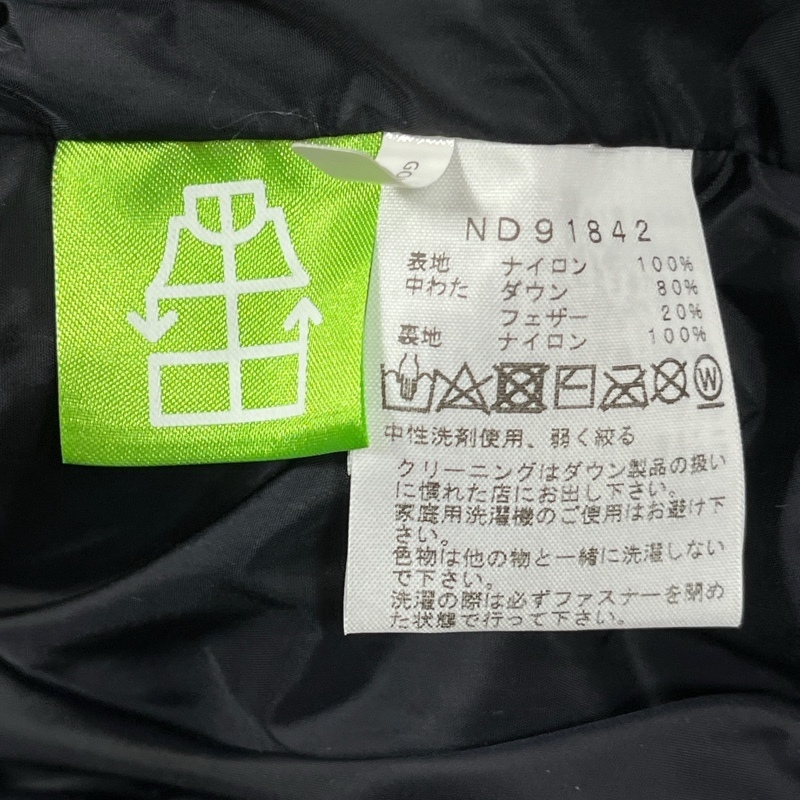 GO
ND91842
表地 ナイロン 100%
中わた ダウン 80%
フェザー 20%
裏地 ナイロン 100%
W
中性洗剤使用、弱く絞る
クリーニングはダウン製品の扱い
に慣れた店にお出し下さい。
家庭用洗濯機のご使用はお避け下
さい。
色物は他の物と一緒に洗濯しない
で下さい。
洗濯の際は必ずファスナーを閉め
た状態で行って下さい。